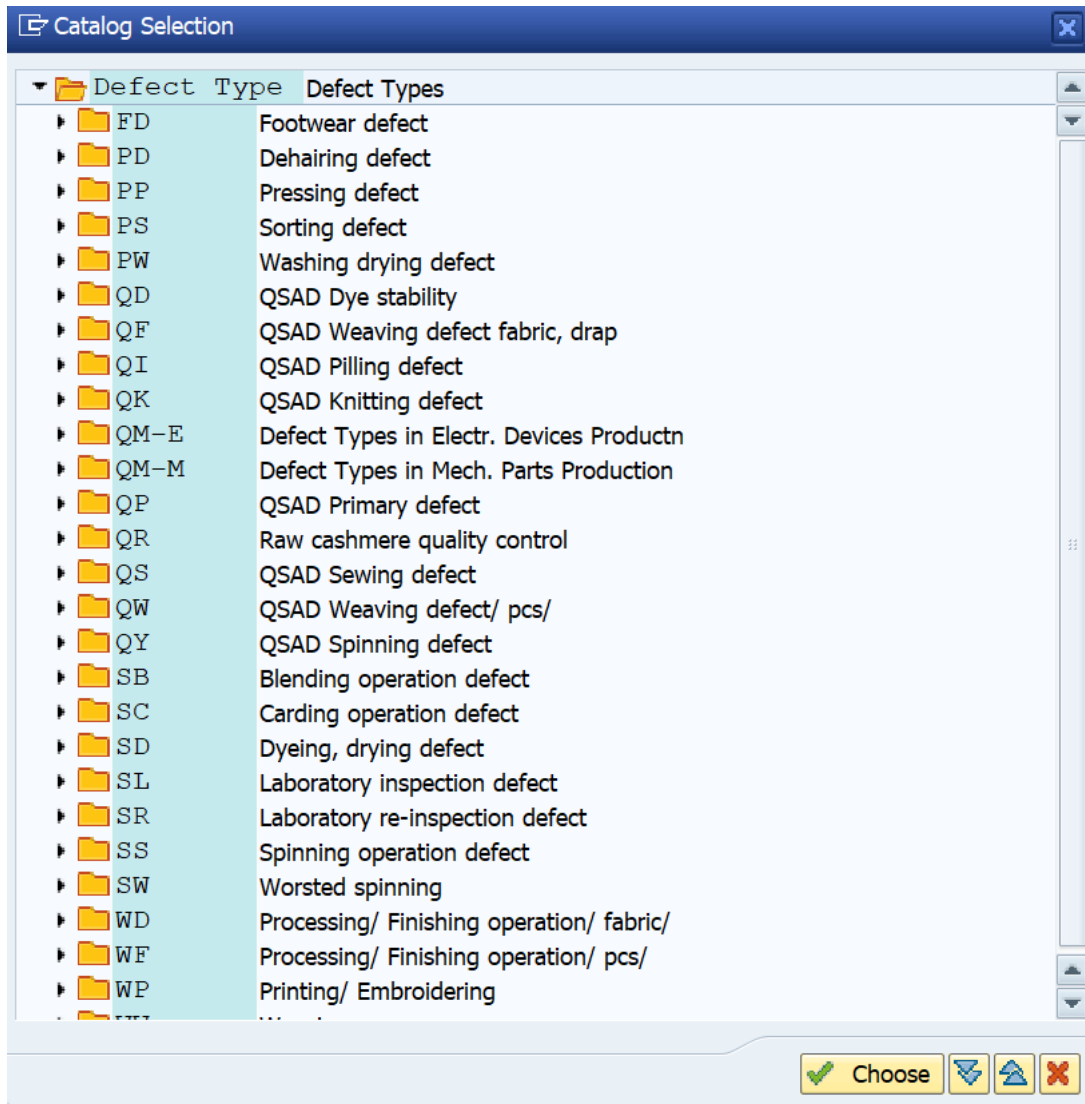 Catalog Selection
Defect Type Defect Types
FD Footwear defect
PD Dehairing defect
PP Pressing defect
PS Sorting defect
PW Washing drying defect
QD QSAD Dye stability
QF QSAD Weaving defect fabric, drap
QI QSAD Pilling defect
QK QSAD Knitting defect
QM-E Defect Types in Electr. Devices Productn
QM-M Defect Types in Mech. Parts Production
QP QSAD Primary defect
QR Raw cashmere quality control
QS QSAD Sewing defect
QW QSAD Weaving defect/ pcs/
QY QSAD Spinning defect
SB Blending operation defect
SC Carding operation defect
SD Dyeing, drying defect
SL Laboratory inspection defect
SR Laboratory re-inspection defect
SS Spinning operation defect
SW Worsted spinning
WD Processing/ Finishing operation/ fabric/
WF Processing/ Finishing operation/ pcs/
WP Printing/ Embroidering
Choose